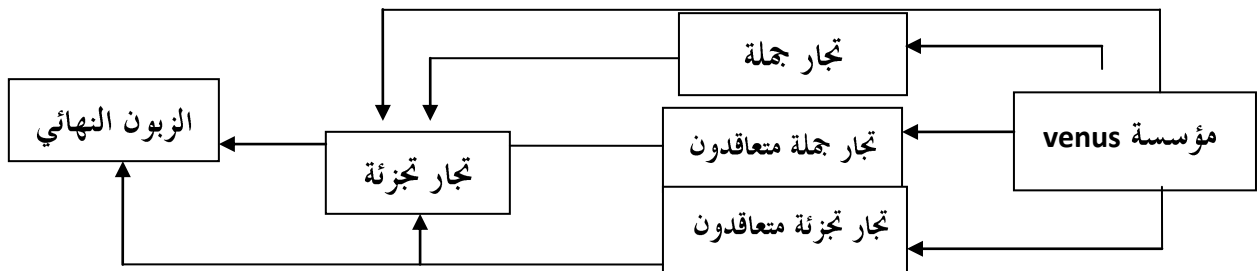 تجار جملة
مؤسسة venus
تجار جملة متعاقدون
تجار تجزئة متعاقدون
تجار تجزئة
الزبون النهائي